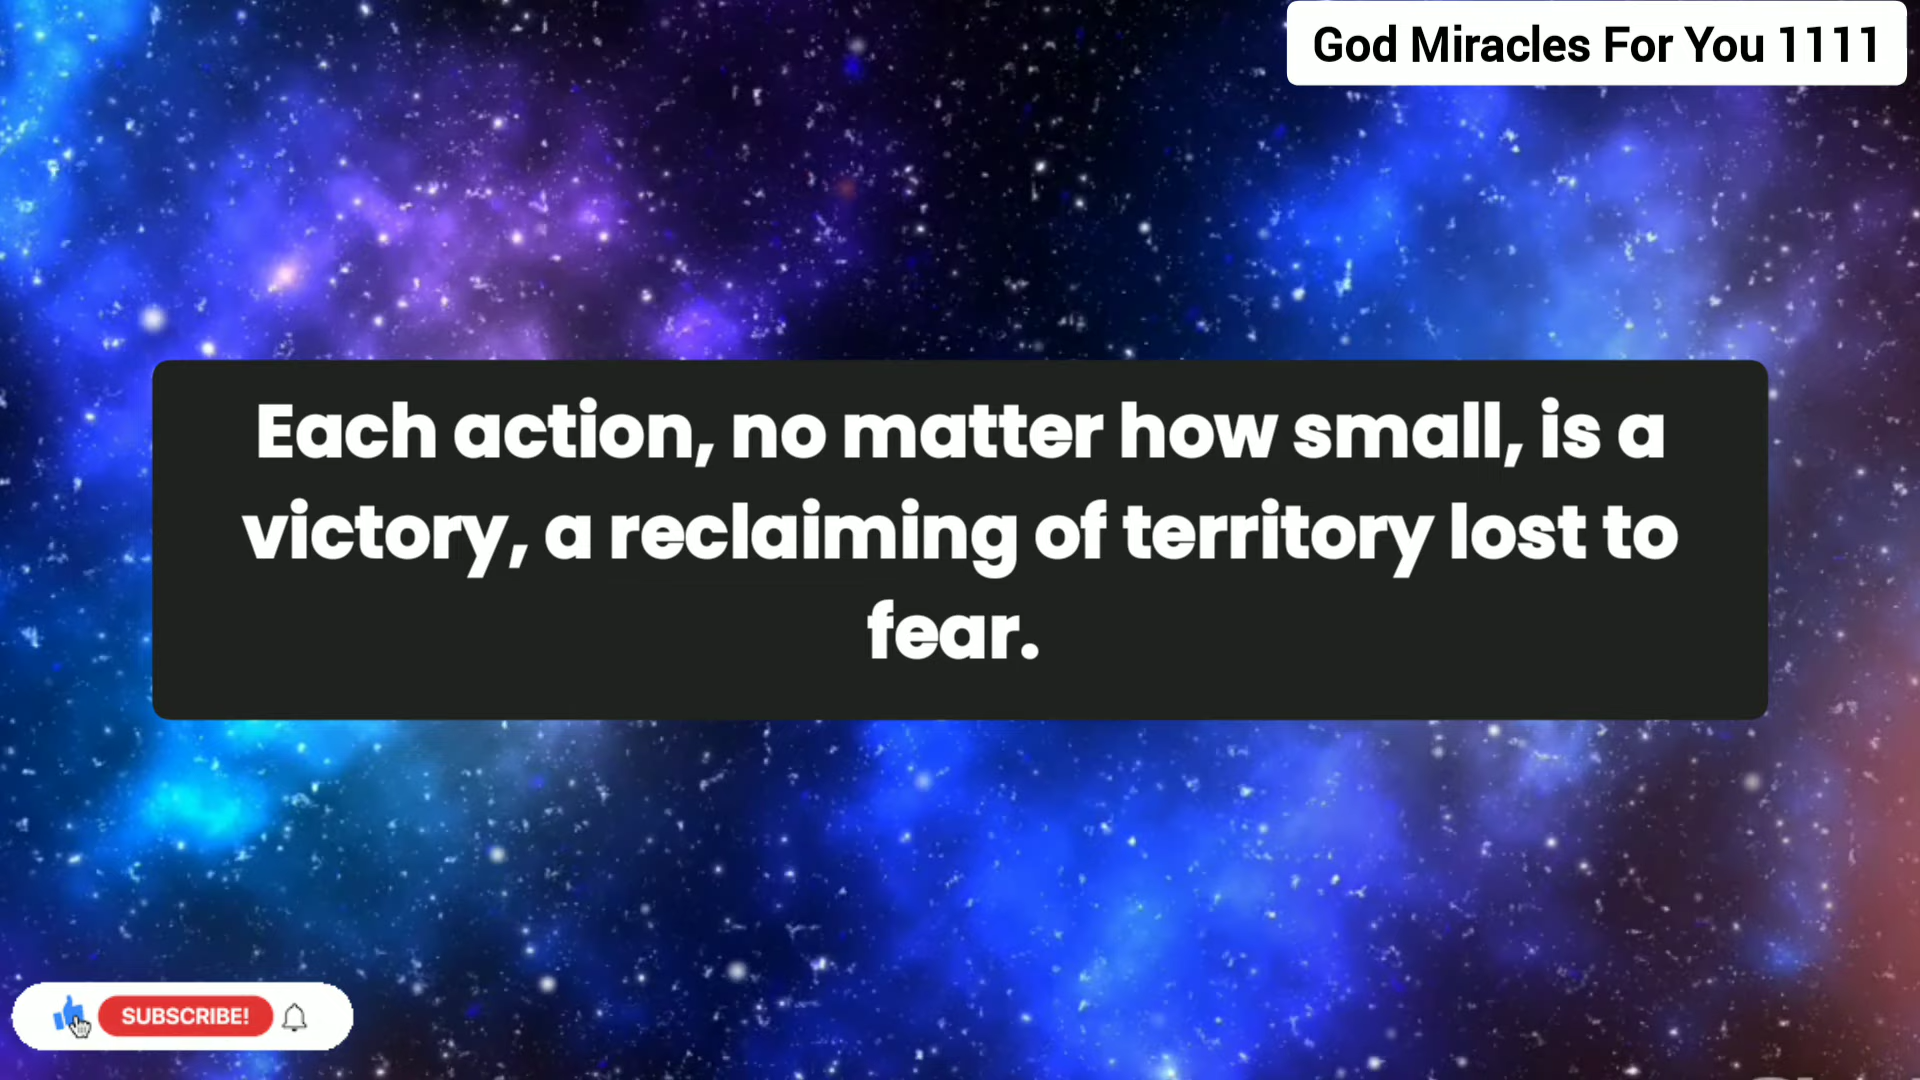 God Miracles For You 1111
Each action, no matter how small, is a
victory, a reclaiming of territory lost to
fear.
SUBSCRIBE!